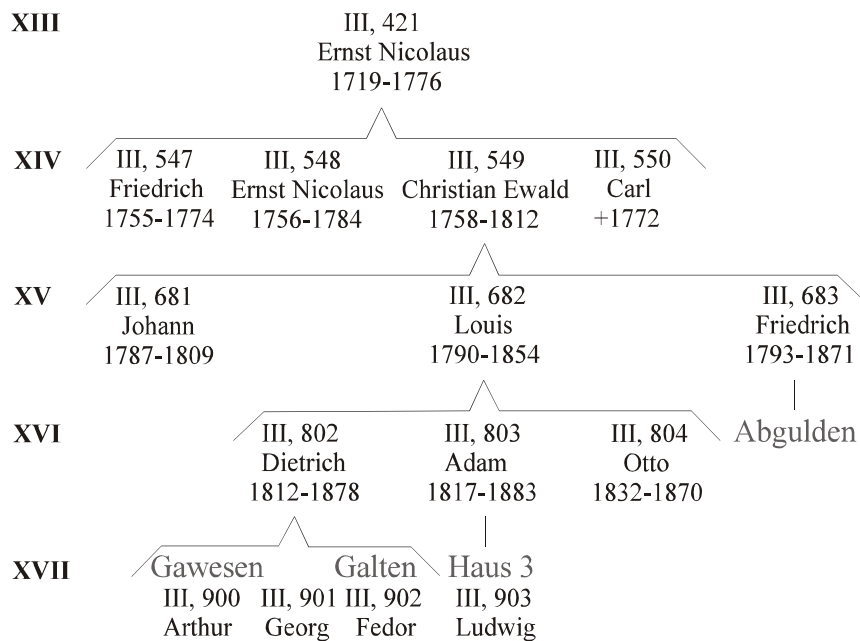 XIII III, 421
Ernst Nicolaus
1719-1776
XIV III, 547 III, 548 III, 549 III, 550
Friedrich Ernst Nicolaus Christian Ewald Carl
1755-1774 1756-1784 1758-1812 +1772
XV III, 681 III, 682 III, 683
Johann Louis Friedrich
1787-1809 1790-1854 1793-1871
XVI III, 802 III, 803 III, 804 Abgulden
Dietrich Adam Otto
1812-1878 1817-1883 1832-1870
XVII Gawesen Galten Haus 3
III, 900 III, 901 III, 902 III, 903
Arthur Georg Fedor Ludwig